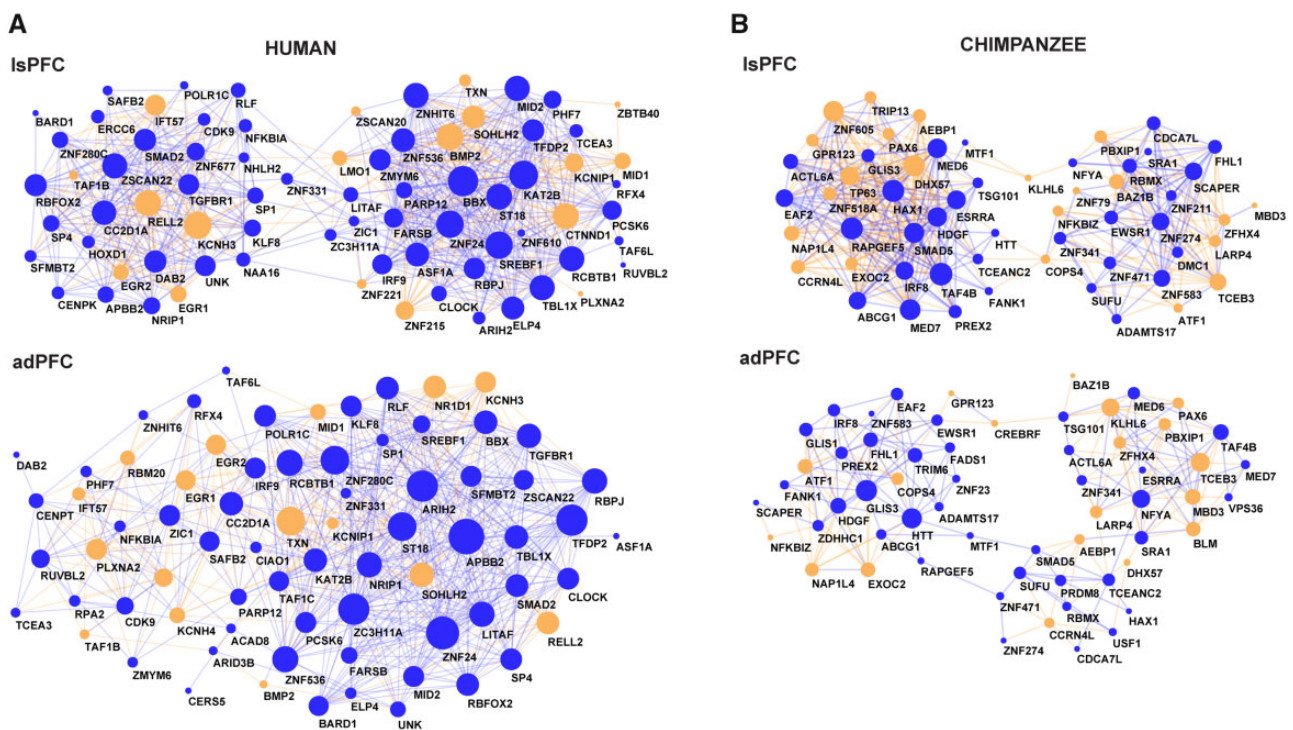 A
HUMAN
lsPFC
SAFB2
POLR1C
RLF
BARD1
IFT57
ERCC6
CDK9
NFKBIA
ZNF280C
SMAD2
ZNF677
NHLH2
TAF1B
ZSCAN22
TGFBR1
ZNF331
RBFOX2
RELL2
SP1
SP4
CC2D1A
KCNH3
KLF8
HOXD1
SFMBT2
DAB2
UNK
NAA16
EGR2
CENPK
APBB2
EGR1
NRIP1
TXN
ZNHIT6
MID2
PHF7
ZBTB40
ZSCAN20
SOHLH2
TFDP2
TCEA3
ZNF536
BMP2
LMO1
ZMYM6
KAT2B
KCNIP1
MID1
PARP12
BBX
RFX4
LITAF
ST18
CTNND1
PCSK6
ZIC1
FARSB
ZNF24
ZNF610
TAF6L
ZC3H11A
SREBF1
RUVBL2
IRF9
ASF1A
RBPJ
RCBTB1
ZNF221
CLOCK
TBL1X
PLXNA2
ZNF215
ARIH2
ELP4
adPFC
TAF6L
RFX4
ZNHIT6
POLR1C
MID1
KLF8
RLF
NR1D1
KCNH3
SREBF1
BBX
DAB2
SP1
TGFBR1
RBM20
EGR2
PHF7
IFT57
EGR1
IRF9
RCBTB1
ZNF280C
SFMBT2
ZSCAN22
RBPJ
CENPT
ZNF331
ARIH2
NFKBIA
ZIC1
CC2D1A
TXN
KCNIP1
ST18
APBB2
TBL1X
TFDP2
ASF1A
RUVBL2
PLXNA2
SAFB2
CIAO1
KAT2B
NRIP1
SOHLH2
CLOCK
TAF1C
SMAD2
RPA2
CDK9
PARP12
TCEA3
KCNH4
ZC3H11A
LITAF
RELL2
TAF1B
ACAD8
PCSK6
ZNF24
ZMYM6
ARID3B
FARSB
SP4
CERS5
BMP2
ZNF536
MID2
RBFOX2
BARD1
ELP4
UNK
B
CHIMPANZEE
lsPFC
TRIP13
ZNF605
AEBP1
PAX6
GPR123
MED6
MTF1
ACTL6A
GLIS3
DHX57
TP63
TSG101
KLHL6
EAF2
ZNF518A
HAX1
ESRRA
HDGF
NAP1L4
RAPGEF5
SMAD5
HTT
TCEANC2
COPS4
CCRN4L
EXOC2
IRF8
TAF4B
FANK1
ABCG1
MED7
PREX2
CDCA7L
PBXIP1
SRA1
FHL1
NFYA
RBMX
SCAPER
BAZ1B
ZNF79
ZNF211
MBD3
NFKBIZ
EWSR1
ZFHX4
ZNF341
ZNF274
LARP4
DMC1
ZNF471
SUFU
ZNF583
TCEB3
ATF1
ADAMTS17
adPFC
BAZ1B
EAF2
GPR123
IRF8
ZNF583
CREBRF
MED6
PAX6
GLIS1
EWSR1
TSG101
KLHL6
PBXIP1
FHL1
TAF4B
PREX2
TRIM6
FADS1
ACTL6A
ZFHX4
MED7
ATF1
COPS4
ZNF23
ESRRA
TCEB3
FANK1
ZNF341
VPS36
SCAPER
GLIS3
NFYA
MBD3
HDGF
ADAMTS17
LARP4
ZDHHC1
HTT
NFKBIZ
ABCG1
MTF1
SRA1
BLM
AEBP1
NAP1L4
EXOC2
RAPGEF5
SMAD5
DHX57
SUFU
PRDM8
TCEANC2
ZNF471
RBMX
HAX1
CCRN4L
USF1
ZNF274
CDCA7L